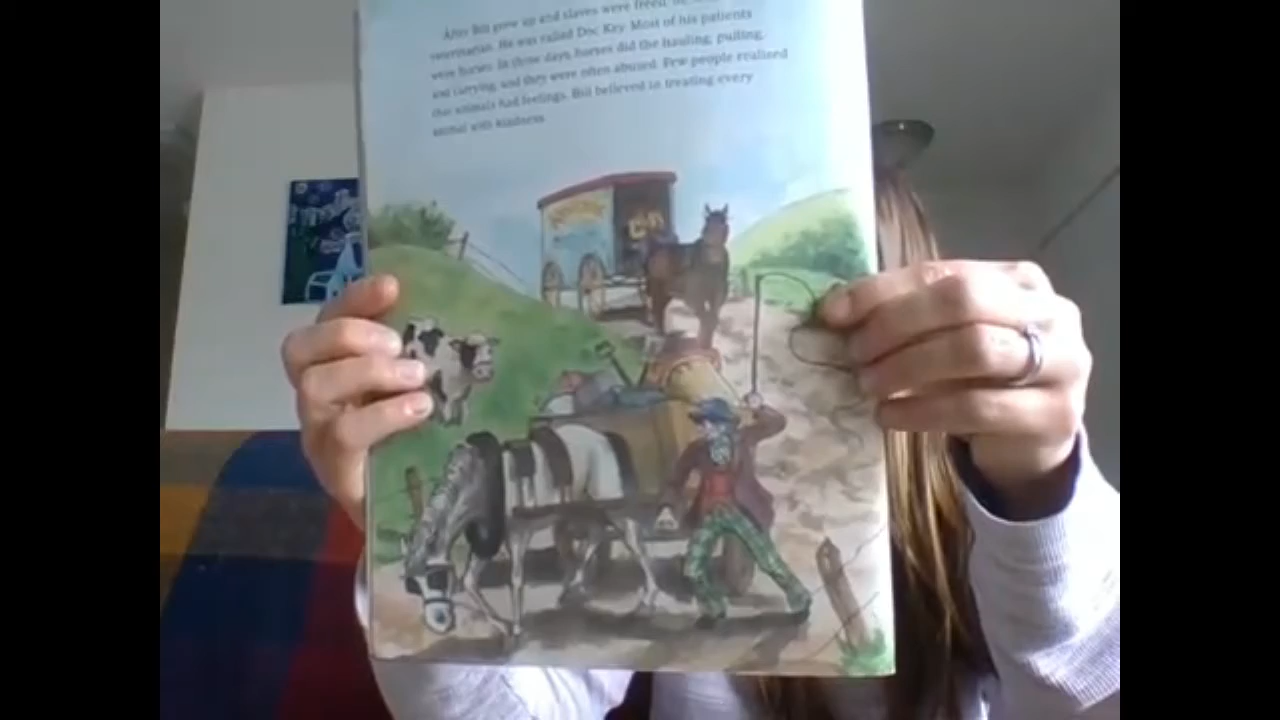 After Bill grew up and slaves were freed, he
veterinarian. He was called Doc Key. Most of his patients
were horses. In those days horses did the hauling, pulling,
and carrying, and they were often abused. Few people realized
that animals had feelings. Bill believed in treating every
animal with kindness.